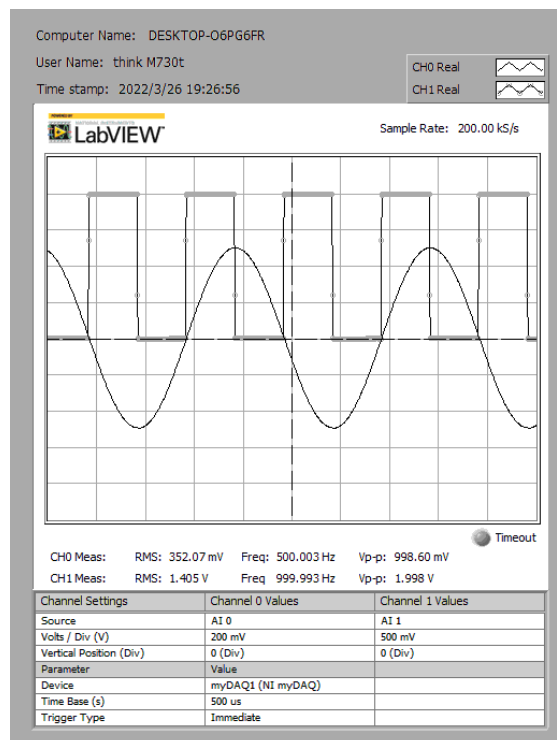 Computer Name: DESKTOP-O6PG6FR
User Name: think M730t
CH0 Real
Time stamp: 2022/3/26 19:26:56
CH1 Real
POWERED BY
NATIONAL INSTRUMENTS
LabVIEW
Sample Rate: 200.00 kS/s
Timeout
CH0 Meas: RMS: 352.07 mV Freq: 500.003 Hz Vp-p: 998.60 mV
CH1 Meas: RMS: 1.405 V Freq 999.993 Hz Vp-p: 1.998 V
Channel Settings Channel 0 Values Channel 1 Values
Source AI 0 AI 1
Volts / Div (V) 200 mV 500 mV
Vertical Position (Div) 0 (Div) 0 (Div)
Parameter Value
Device myDAQ1 (NI myDAQ)
Time Base (s) 500 us
Trigger Type Immediate